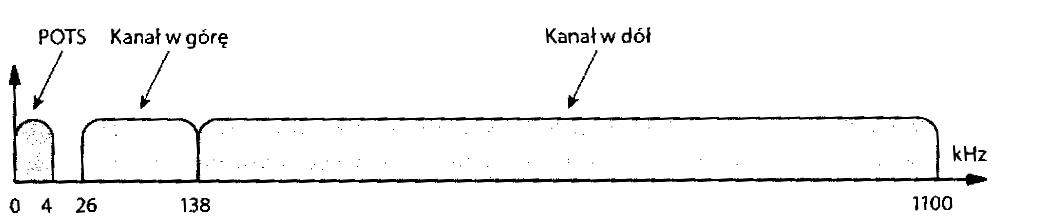 POTS Kanał w górę Kanał w dół
kHz
0 4 26 138 1100